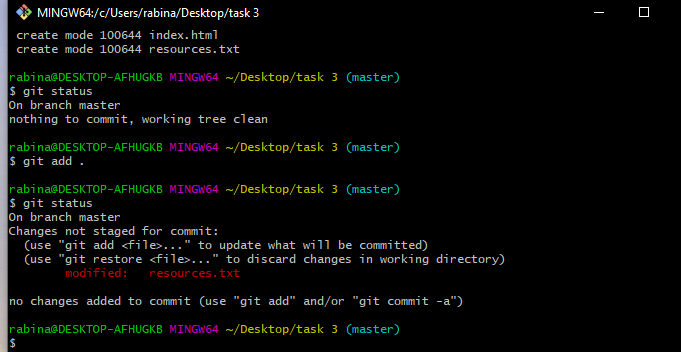 MINGW64:/c/Users/rabina/Desktop/task 3
create mode 100644 index.html
create mode 100644 resources.txt
rabina@DESKTOP-AFHUGKB MINGW64 ~/Desktop/task 3 (master)
$ git status
On branch master
nothing to commit, working tree clean
rabina@DESKTOP-AFHUGKB MINGW64 ~/Desktop/task 3 (master)
$ git add .
rabina@DESKTOP-AFHUGKB MINGW64 ~/Desktop/task 3 (master)
$ git status
On branch master
Changes not staged for commit:
(use "git add <file>..." to update what will be committed)
(use "git restore <file>..." to discard changes in working directory)
modified: resources.txt
no changes added to commit (use "git add" and/or "git commit -a")
rabina@DESKTOP-AFHUGKB MINGW64 ~/Desktop/task 3 (master)
$